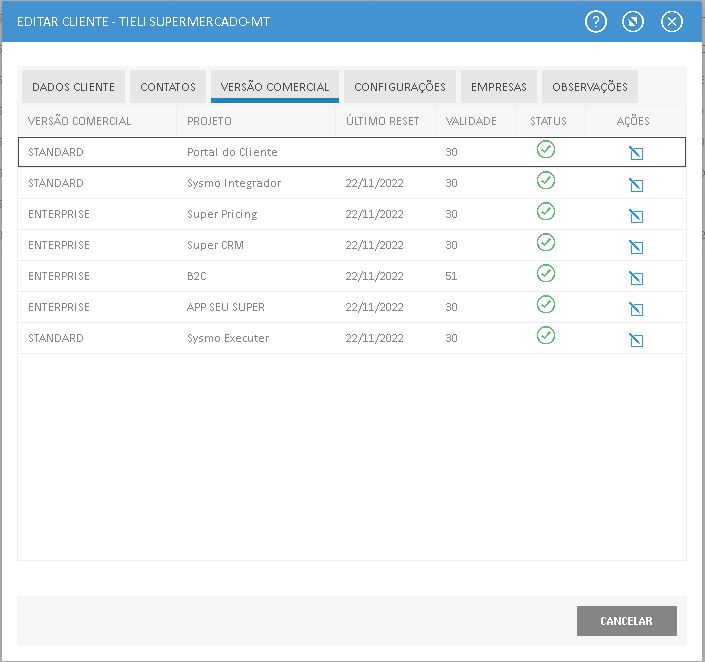 EDITAR CLIENTE - TIELI SUPERMERCADO-MT ?
DADOS CLIENTE CONTATOS VERSÃO COMERCIAL CONFIGURAÇÕES EMPRESAS OBSERVAÇÕES
VERSÃO COMERCIAL PROJETO ÚLTIMO RESET VALIDADE STATUS AÇÕES
STANDARD Portal do Cliente 30
STANDARD Sysmo Integrador 22/11/2022 30
ENTERPRISE Super Pricing 22/11/2022 30
ENTERPRISE Super CRM 22/11/2022 30
ENTERPRISE B2C 22/11/2022 51
ENTERPRISE APP SEU SUPER 22/11/2022 30
STANDARD Sysmo Executer 22/11/2022 30
CANCELAR